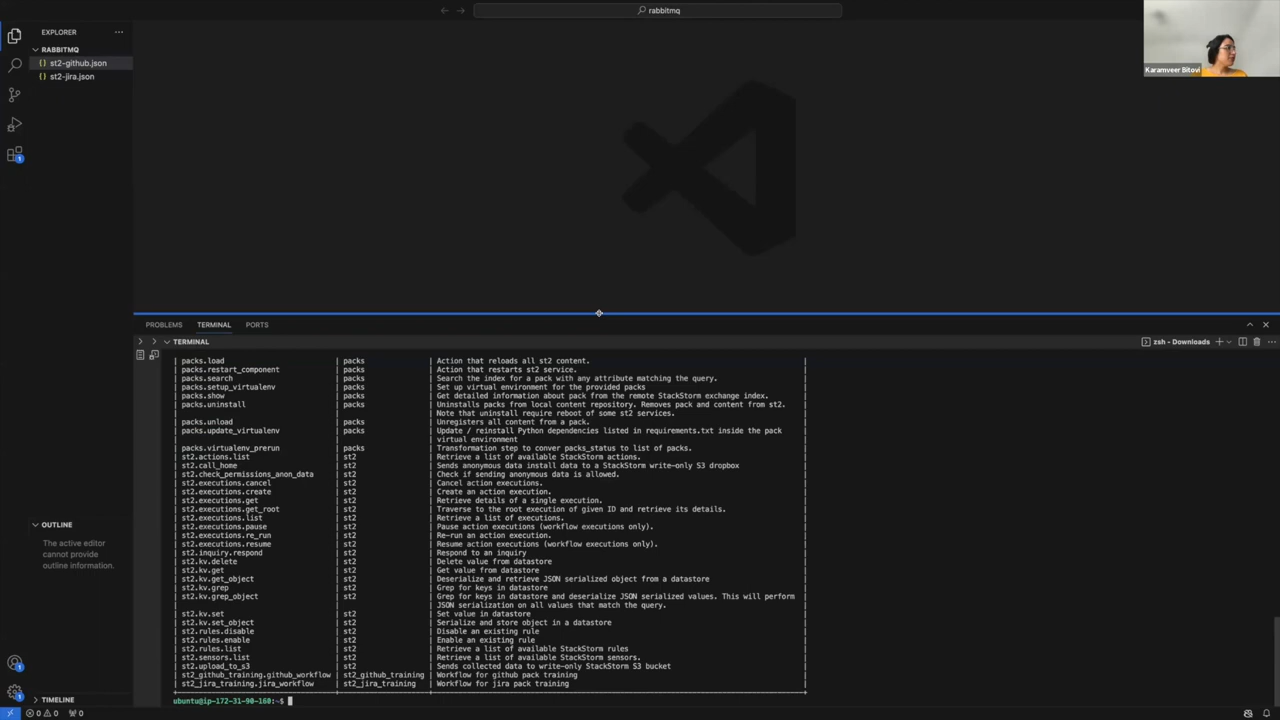 rabbitmq
Karamveer Bitovi
EXPLORER
RABBITMQ
{} st2-github.json
{} st2-jira.json
1
OUTLINE
The active editor
cannot provide
outline information.
TIMELINE
PROBLEMS TERMINAL PORTS
TERMINAL
zsh - Downloads
| packs.load | packs | Action that reloads all st2 content. |
| packs.restart_component | packs | Action that restarts st2 service. |
| packs.search | packs | Search the index for a pack with any attribute matching the query. |
| packs.setup_virtualenv | packs | Set up virtual environment for the provided packs |
| packs.show | packs | Get detailed information about pack from the remote StackStorm exchange index. |
| packs.uninstall | packs | Uninstalls packs from local content repository. Removes pack and content from st2. |
| | | Note that uninstall require reboot of some st2 services. |
| packs.unload | packs | Unregisters all content from a pack. |
| packs.update_virtualenv | packs | Update / reinstall Python dependencies listed in requirements.txt inside the pack |
| | | virtual environment |
| packs.virtualenv_prerun | packs | Transformation step to conver packs_status to list of packs. |
| st2.actions.list | st2 | Retrieve a list of available StackStorm actions. |
| st2.call_home | st2 | Sends anonymous data install data to a StackStorm write-only S3 dropbox |
| st2.check_permissions_anon_data | st2 | Check if sending anonymous data is allowed. |
| st2.executions.cancel | st2 | Cancel action executions. |
| st2.executions.create | st2 | Create an action execution. |
| st2.executions.get | st2 | Retrieve details of a single execution. |
| st2.executions.get_root | st2 | Traverse to the root execution of given ID and retrieve its details. |
| st2.executions.list | st2 | Retrieve a list of executions. |
| st2.executions.pause | st2 | Pause action executions (workflow executions only). |
| st2.executions.re_run | st2 | Re-run an action execution. |
| st2.executions.resume | st2 | Resume action executions (workflow executions only). |
| st2.inquiry.respond | st2 | Respond to an inquiry |
| st2.kv.delete | st2 | Delete value from datastore |
| st2.kv.get | st2 | Get value from datastore |
| st2.kv.get_object | st2 | Deserialize and retrieve JSON serialized object from a datastore |
| st2.kv.grep | st2 | Grep for keys in datastore |
| st2.kv.grep_object | st2 | Grep for keys in datastore and deserialize JSON serialized values. This will perform |
| | | JSON serialization on all values that match the query. |
| st2.kv.set | st2 | Set value in datastore |
| st2.kv.set_object | st2 | Serialize and store object in a datastore |
| st2.rules.disable | st2 | Disable an existing rule |
| st2.rules.enable | st2 | Enable an existing rule |
| st2.rules.list | st2 | Retrieve a list of available StackStorm rules |
| st2.sensors.list | st2 | Retrieve a list of available StackStorm sensors. |
| st2.upload_to_s3 | st2 | Sends collected data to write-only StackStorm S3 bucket |
| st2_github_training.github_workflow | st2_github_training | Workflow for github pack training |
| st2_jira_training.jira_workflow | st2_jira_training | Workflow for jira pack training |
ubuntu@ip-172-31-90-160:~$
1
1
0 0 0